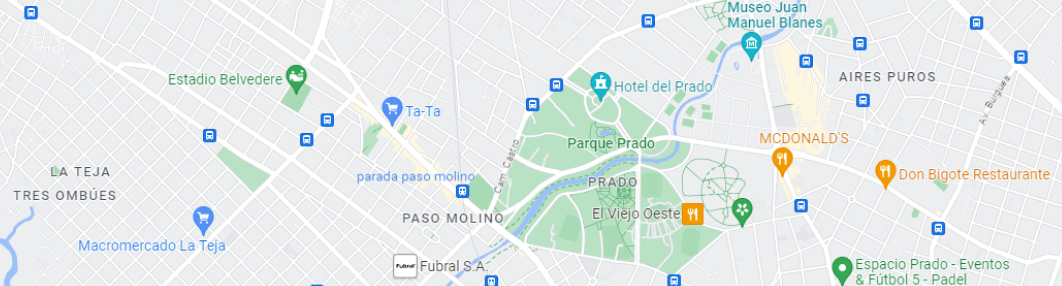 Museo Juan
Manuel Blanes
Estadio Belvedere
AIRES PUROS
Hotel del Prado
Ta-Ta
Av. Burgues
MCDONALD'S
Parque Prado
Cam. Castro
LA TEJA
parada paso molino
Don Bigote Restaurante
PRADO
TRES OMBÚES
El Viejo Oeste
PASO MOLINO
Macromercado La Teja
Fubral
Fubral S.A.
Espacio Prado - Eventos
& Fútbol 5 - Padel